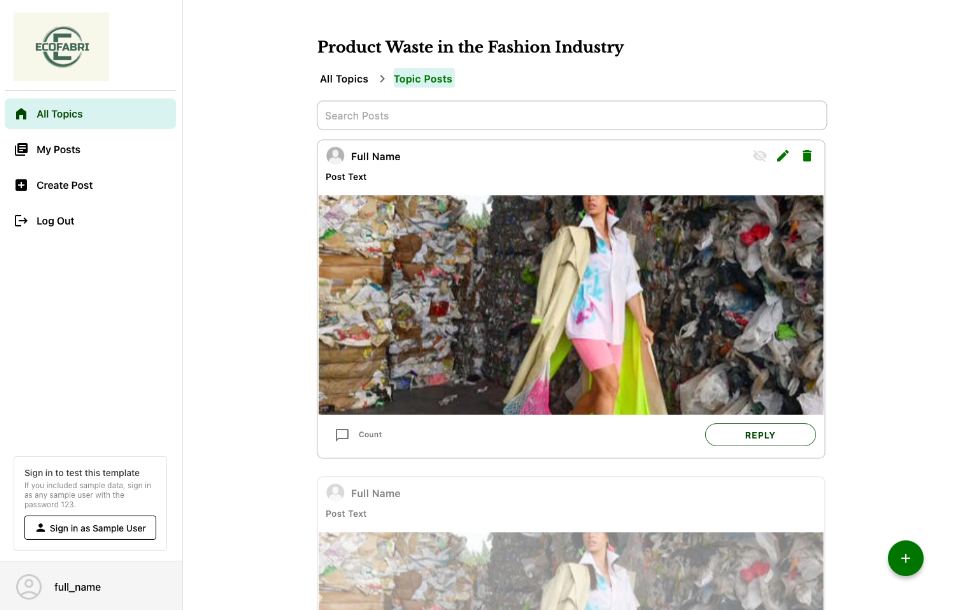 ECOFABRI
All Topics
My Posts
Create Post
Log Out
Sign in to test this template
If you included sample data, sign in
as any sample user with the
password 123.
Sign in as Sample User
full_name
Product Waste in the Fashion Industry
All Topics > Topic Posts
Search Posts
Full Name
Post Text
Count
REPLY
Full Name
Post Text